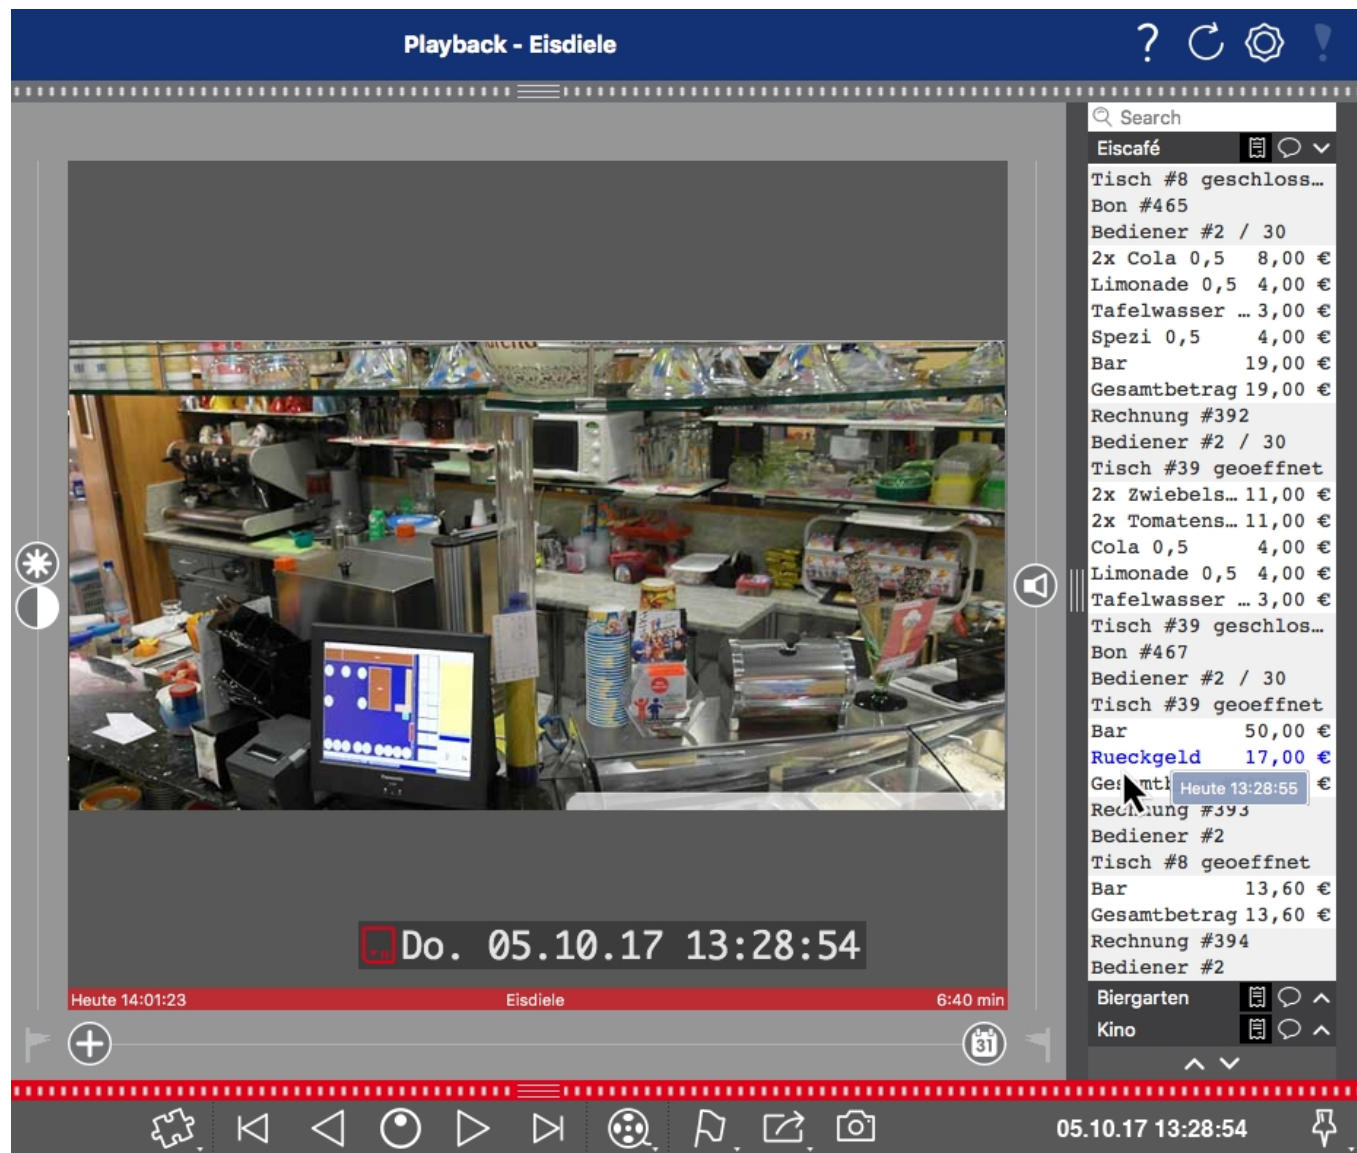 Playback - Eisdiele
Search
Eiscafé
Tisch #8 geschloss…
Bon #465
Bediener #2 / 30
2x Cola 0,5 8,00 €
Limonade 0,5 4,00 €
Tafelwasser … 3,00 €
Spezi 0,5 4,00 €
Bar 19,00 €
Gesamtbetrag 19,00 €
Rechnung #392
Bediener #2 / 30
Tisch #39 geoeffnet
2x Zwiebels… 11,00 €
2x Tomatens… 11,00 €
Cola 0,5 4,00 €
Limonade 0,5 4,00 €
Tafelwasser … 3,00 €
Tisch #39 geschlos…
Bon #467
Bediener #2 / 30
Tisch #39 geoeffnet
Bar 50,00 €
Rueckgeld 17,00 €
€
Heute 13:28:55
Rechnung #393
Bediener #2
Tisch #8 geoeffnet
Bar 13,60 €
Gesamtbetrag 13,60 €
Rechnung #394
Bediener #2
Biergarten
Kino
Do. 05.10.17 13:28:54
Heute 14:01:23 Eisdiele 6:40 min
31
05.10.17 13:28:54